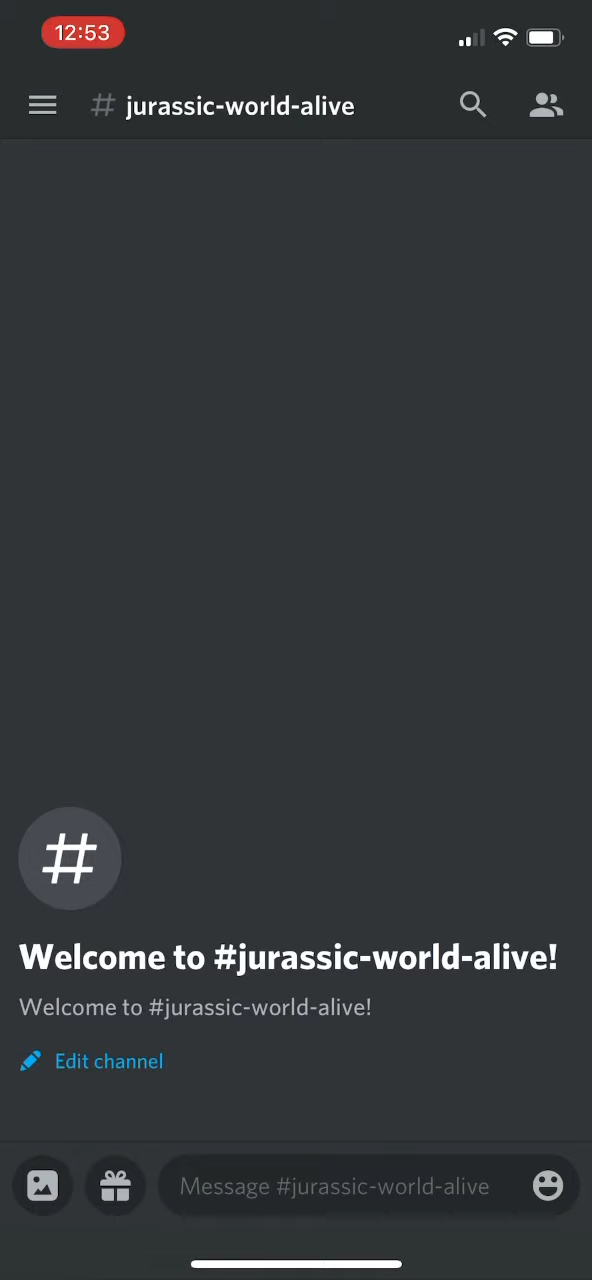 12:53
# jurassic-world-alive
#
Welcome to #jurassic-world-alive!
Welcome to #jurassic-world-alive!
Edit channel
Message #jurassic-world-alive